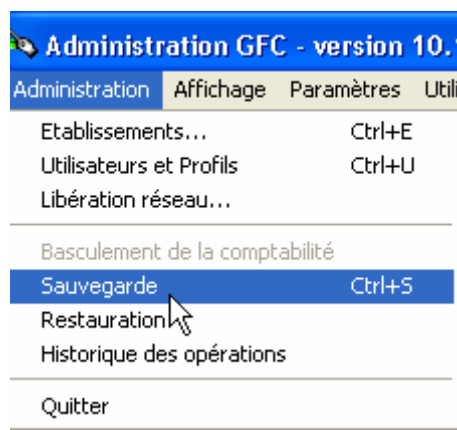 Administration GFC - version 10.
Administration Affichage Paramètres Utili
Etablissements... Ctrl+E
Utilisateurs et Profils Ctrl+U
Libération réseau...
Basculement de la comptabilité
Sauvegarde Ctrl+S
Restauration
Historique des opérations
Quitter